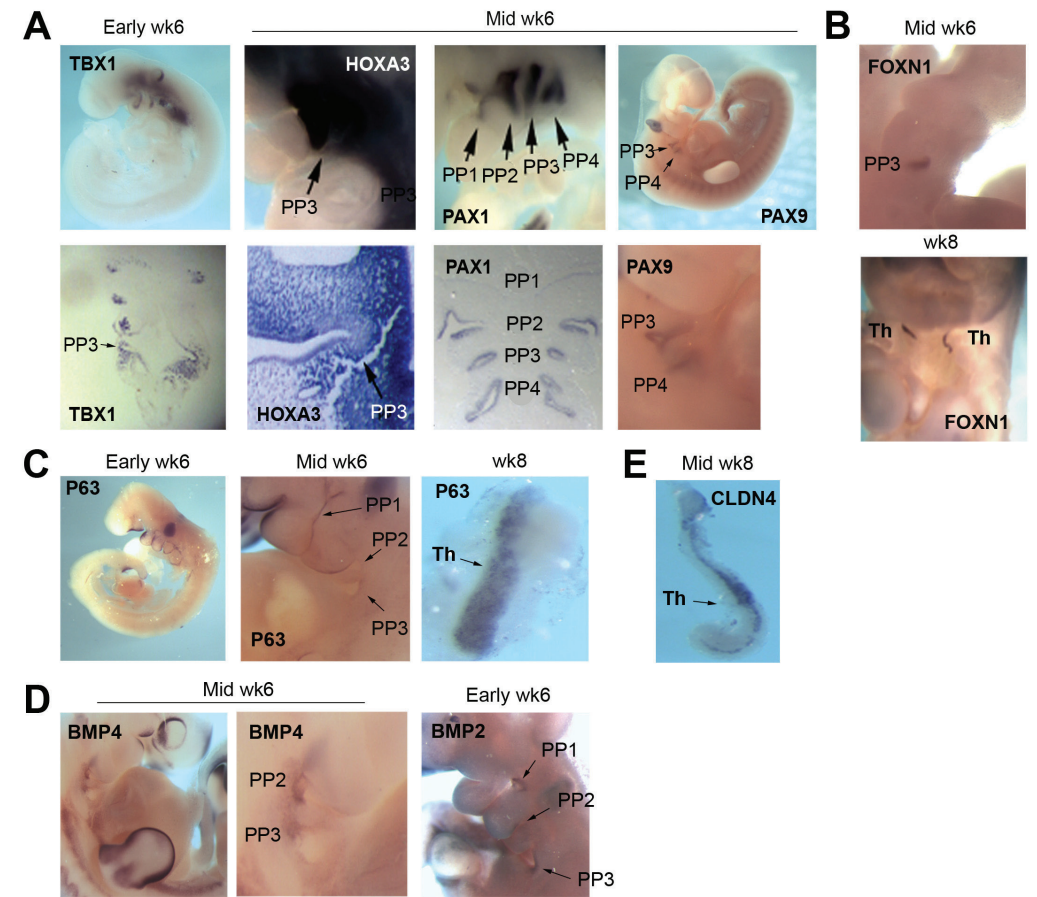 A
Early wk6
Mid wk6
B
Mid wk6
TBX1
HOXA3
PP3
PP3
PP1
PP2
PP3
PP4
PAX1
PP3
PP4
PAX9
FOXN1
PP3
wk8
PP3
TBX1
HOXA3
PP3
PAX1
PP1
PP2
PP3
PP4
PAX9
PP3
PP4
Th
Th
FOXN1
C
Early wk6
Mid wk6
wk8
E
Mid wk8
P63
PP1
PP2
PP3
P63
P63
Th
CLDN4
Th
D
Mid wk6
Early wk6
BMP4
BMP4
PP2
PP3
BMP2
PP1
PP2
PP3